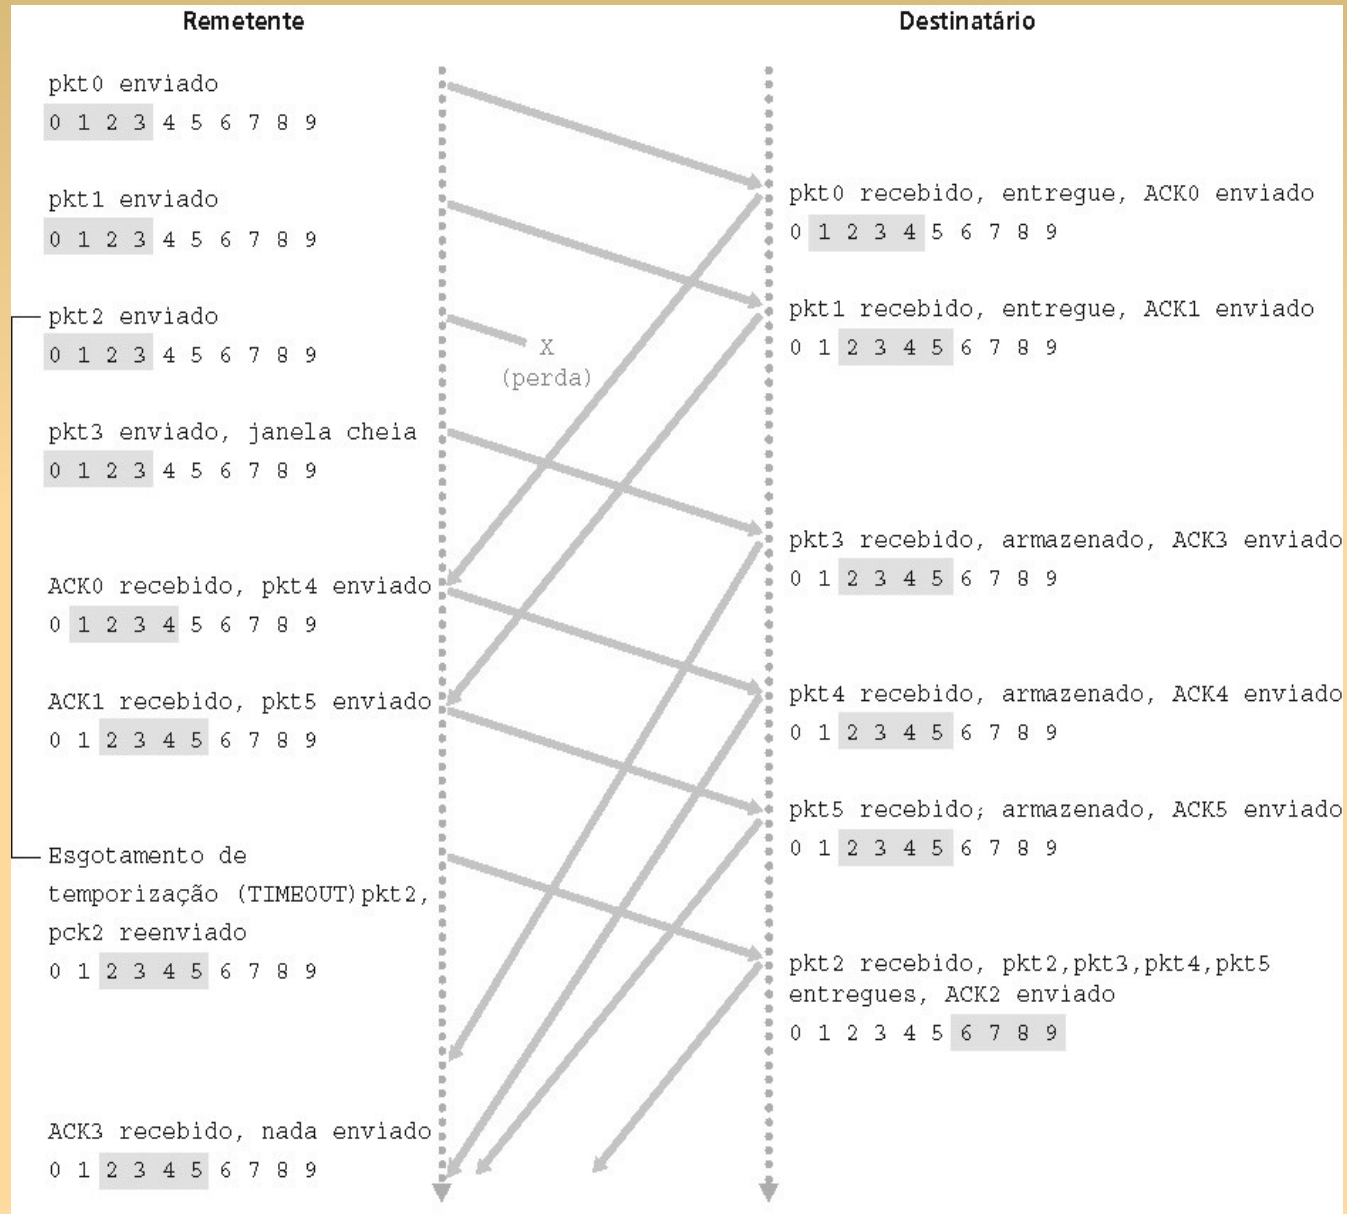 Remetente
Destinatário
pkt0 enviado
0 1 2 3 4 5 6 7 8 9
pkt0 recebido, entregue, ACK0 enviado
0 1 2 3 4 5 6 7 8 9
pkt1 enviado
0 1 2 3 4 5 6 7 8 9
pkt1 recebido, entregue, ACK1 enviado
0 1 2 3 4 5 6 7 8 9
pkt2 enviado
0 1 2 3 4 5 6 7 8 9
X
(perda)
pkt3 enviado, janela cheia
0 1 2 3 4 5 6 7 8 9
pkt3 recebido, armazenado, ACK3 enviado
0 1 2 3 4 5 6 7 8 9
ACK0 recebido, pkt4 enviado
0 1 2 3 4 5 6 7 8 9
pkt4 recebido, armazenado, ACK4 enviado
0 1 2 3 4 5 6 7 8 9
ACK1 recebido, pkt5 enviado
0 1 2 3 4 5 6 7 8 9
pkt5 recebido; armazenado, ACK5 enviado
0 1 2 3 4 5 6 7 8 9
Esgotamento de
temporização (TIMEOUT)pkt2,
pck2 reenviado
0 1 2 3 4 5 6 7 8 9
pkt2 recebido, pkt2,pkt3,pkt4,pkt5
entregues, ACK2 enviado
0 1 2 3 4 5 6 7 8 9
ACK3 recebido, nada enviado
0 1 2 3 4 5 6 7 8 9